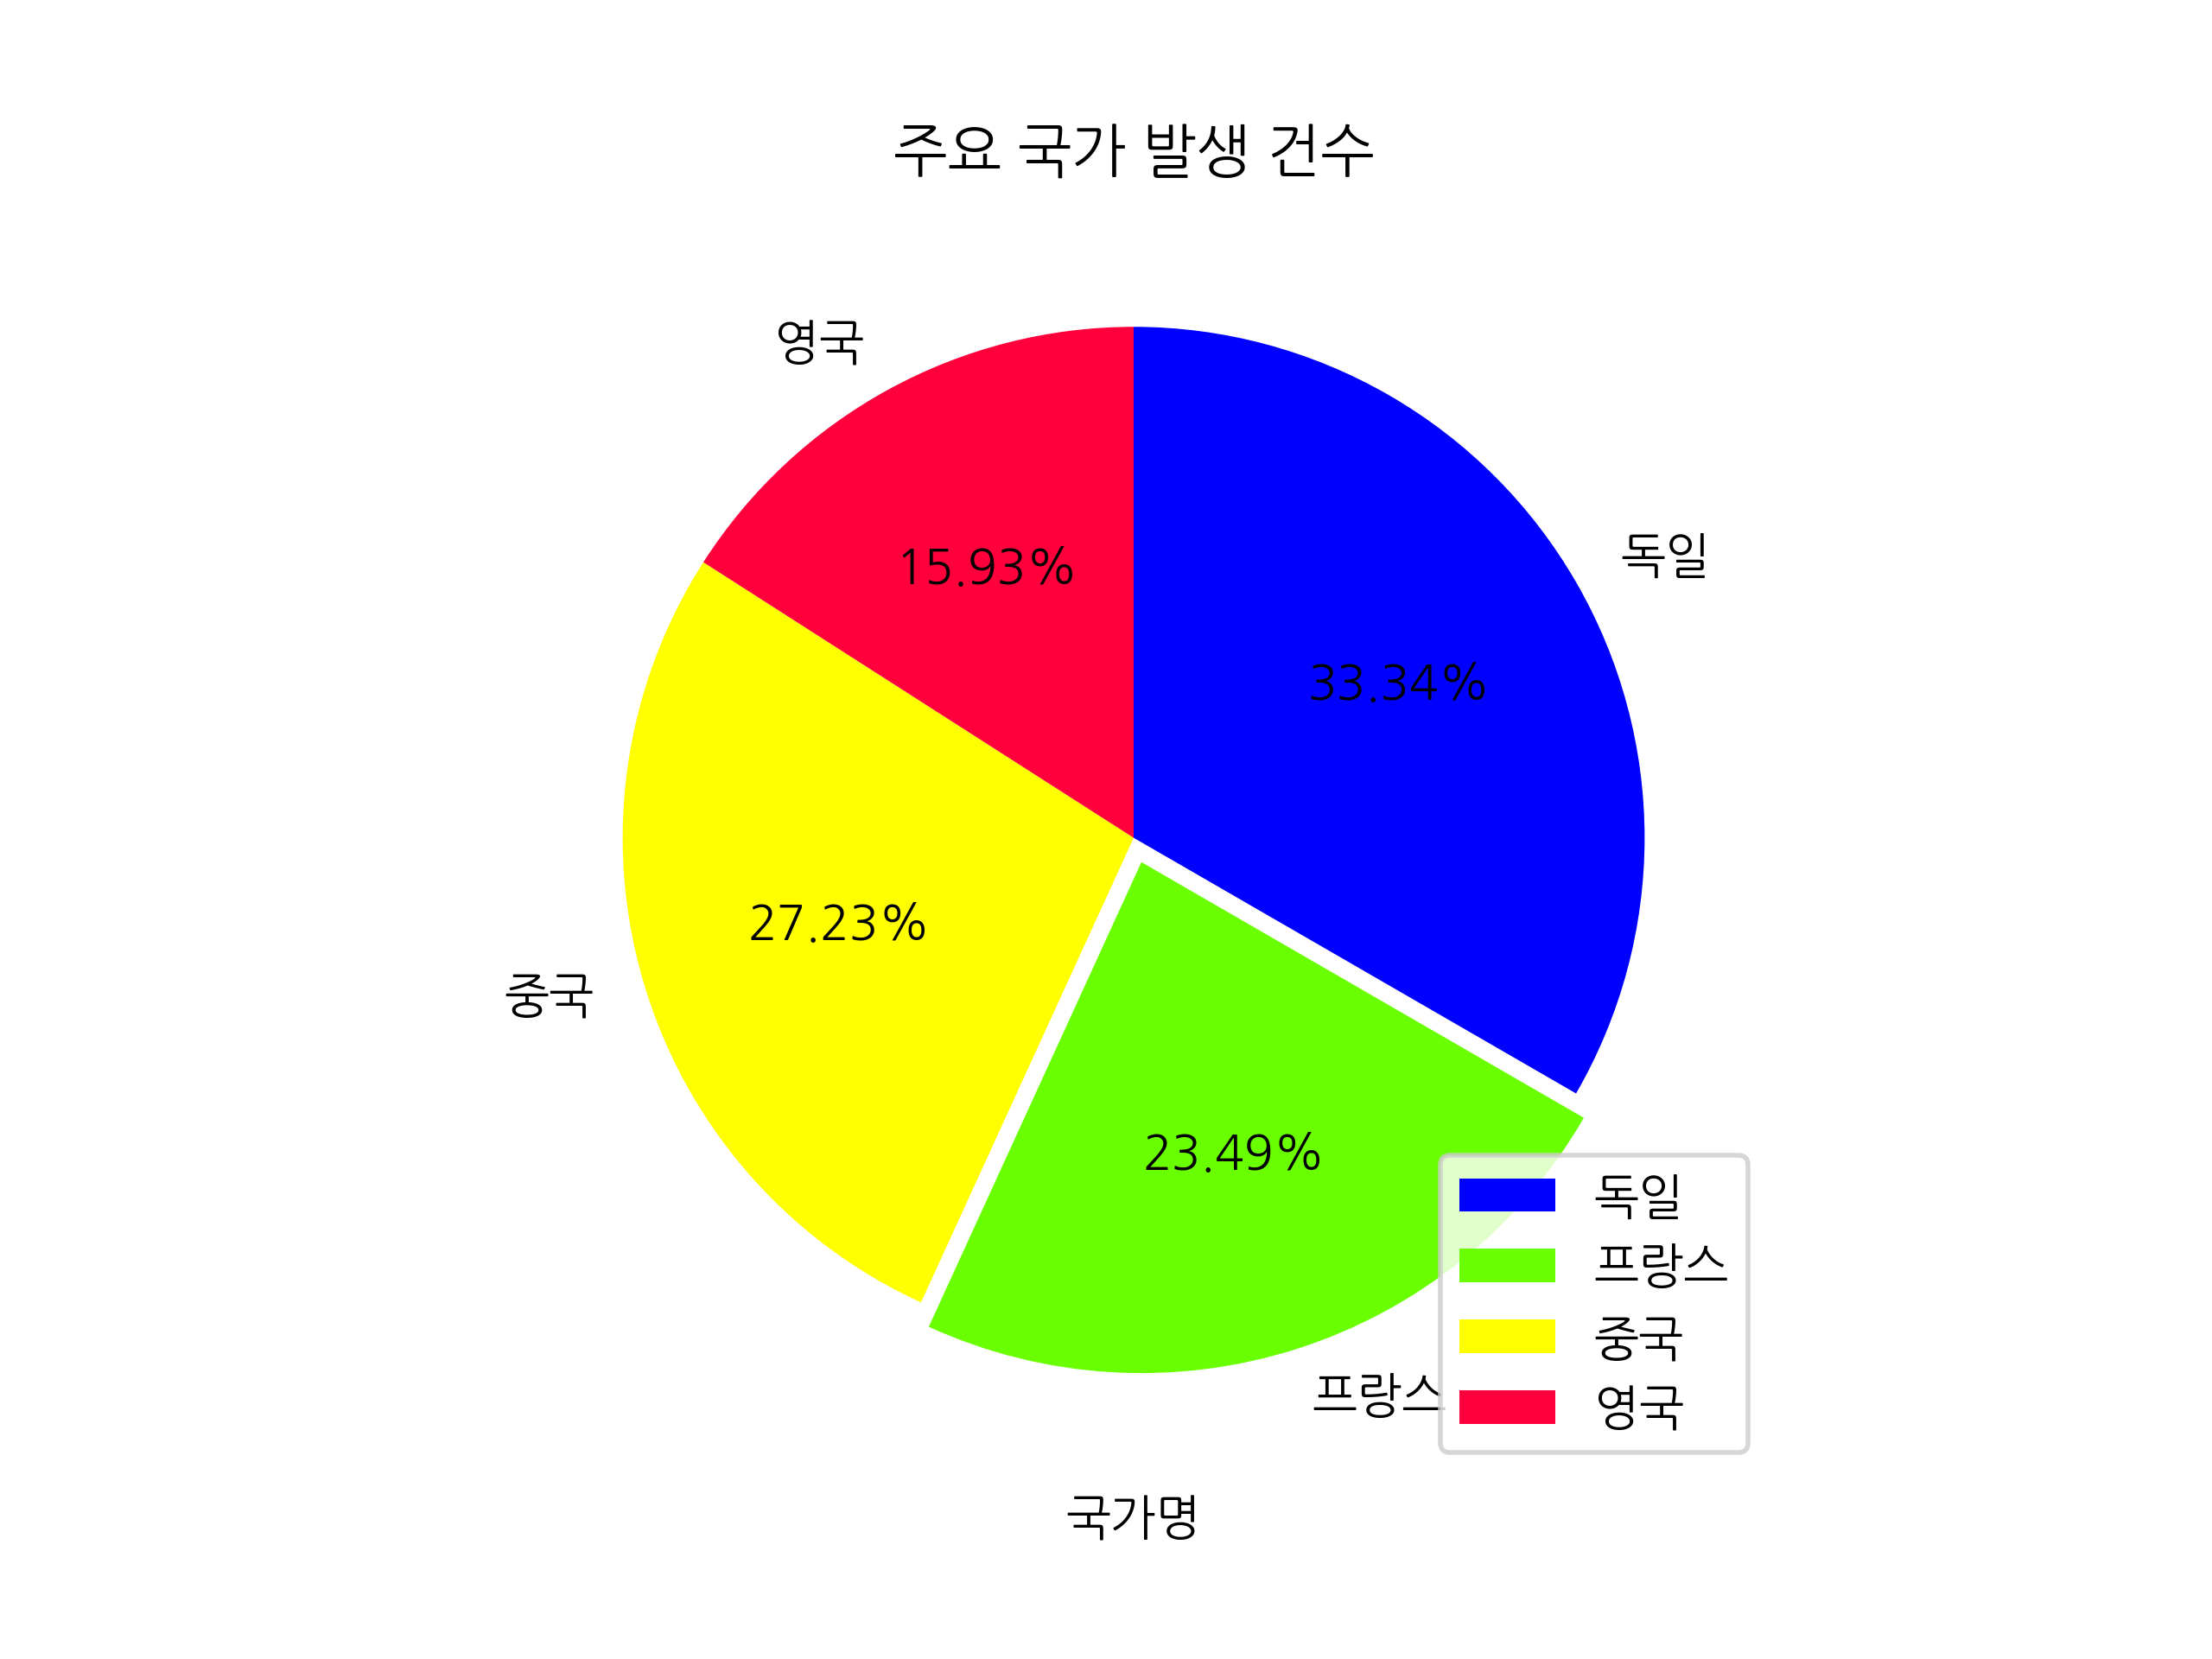 주요 국가 발생 건수
영국
독일
15.93%
33.34%
27.23%
중국
23.49%
프랑스
독일
프랑스
중국
영국
국가명